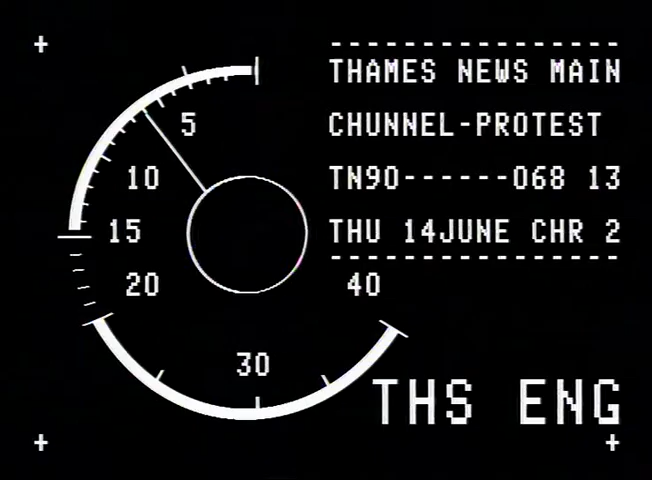 THAMES NEWS MAIN
CHUNNEL-PROTEST
TN90------068 13
THU 14JUNE CHR 2
5
10
15
20
30
40
THS ENG